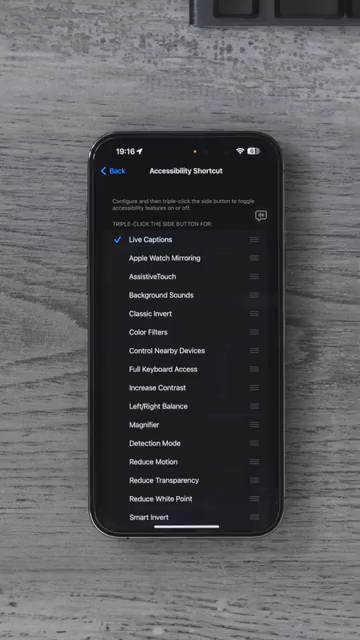 19:16
Back
Accessibility Shortcut
Configure and then triple-click the side button to toggle
accessibility features on or off.
TRIPLE-CLICK THE SIDE BUTTON FOR:
Live Captions
Apple Watch Mirroring
AssistiveTouch
Background Sounds
Classic Invert
Color Filters
Control Nearby Devices
Full Keyboard Access
Increase Contrast
Left/Right Balance
Magnifier
Detection Mode
Reduce Motion
Reduce Transparency
Reduce White Point
Smart Invert